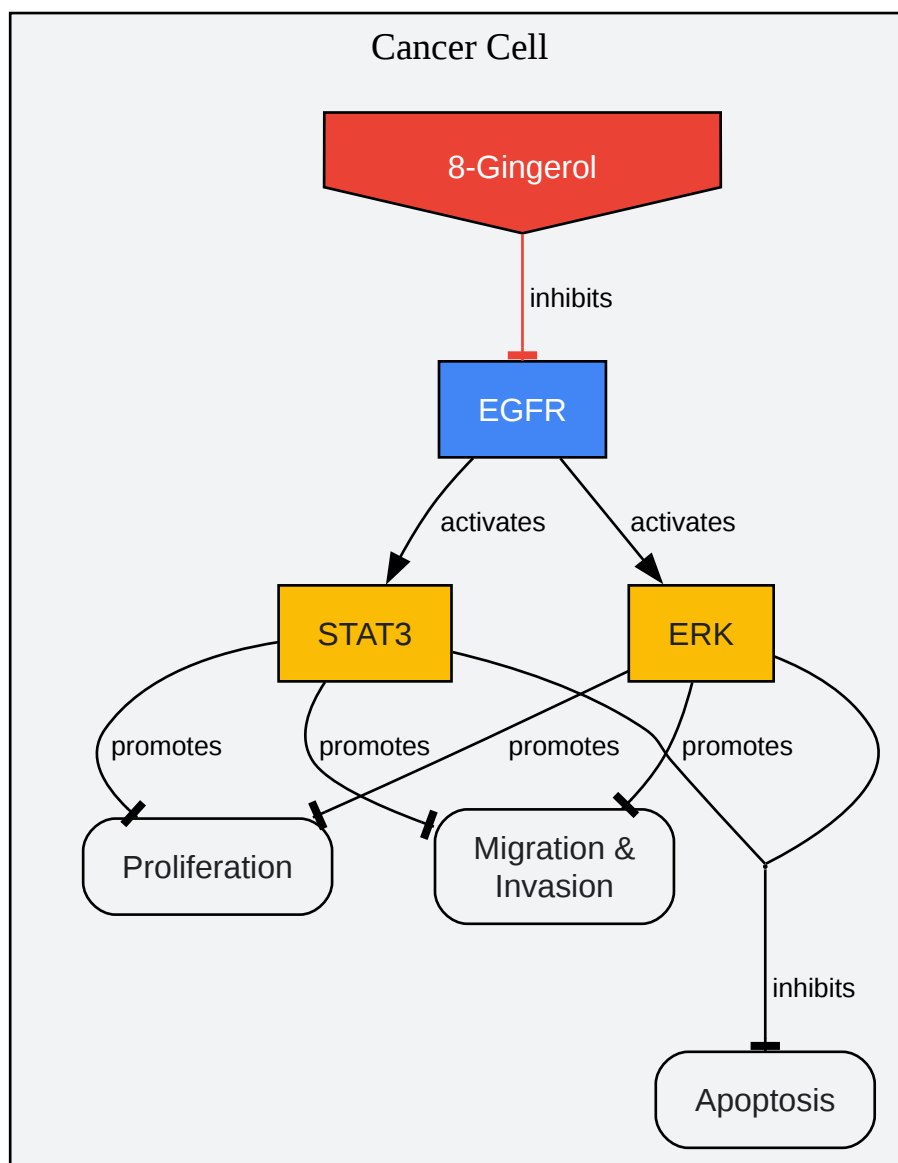 Cancer Cell
8-Gingerol
inhibits
EGFR
activates
activates
STAT3
ERK
promotes
promotes
promotes
promotes
Proliferation
Migration &
Invasion
inhibits
Apoptosis